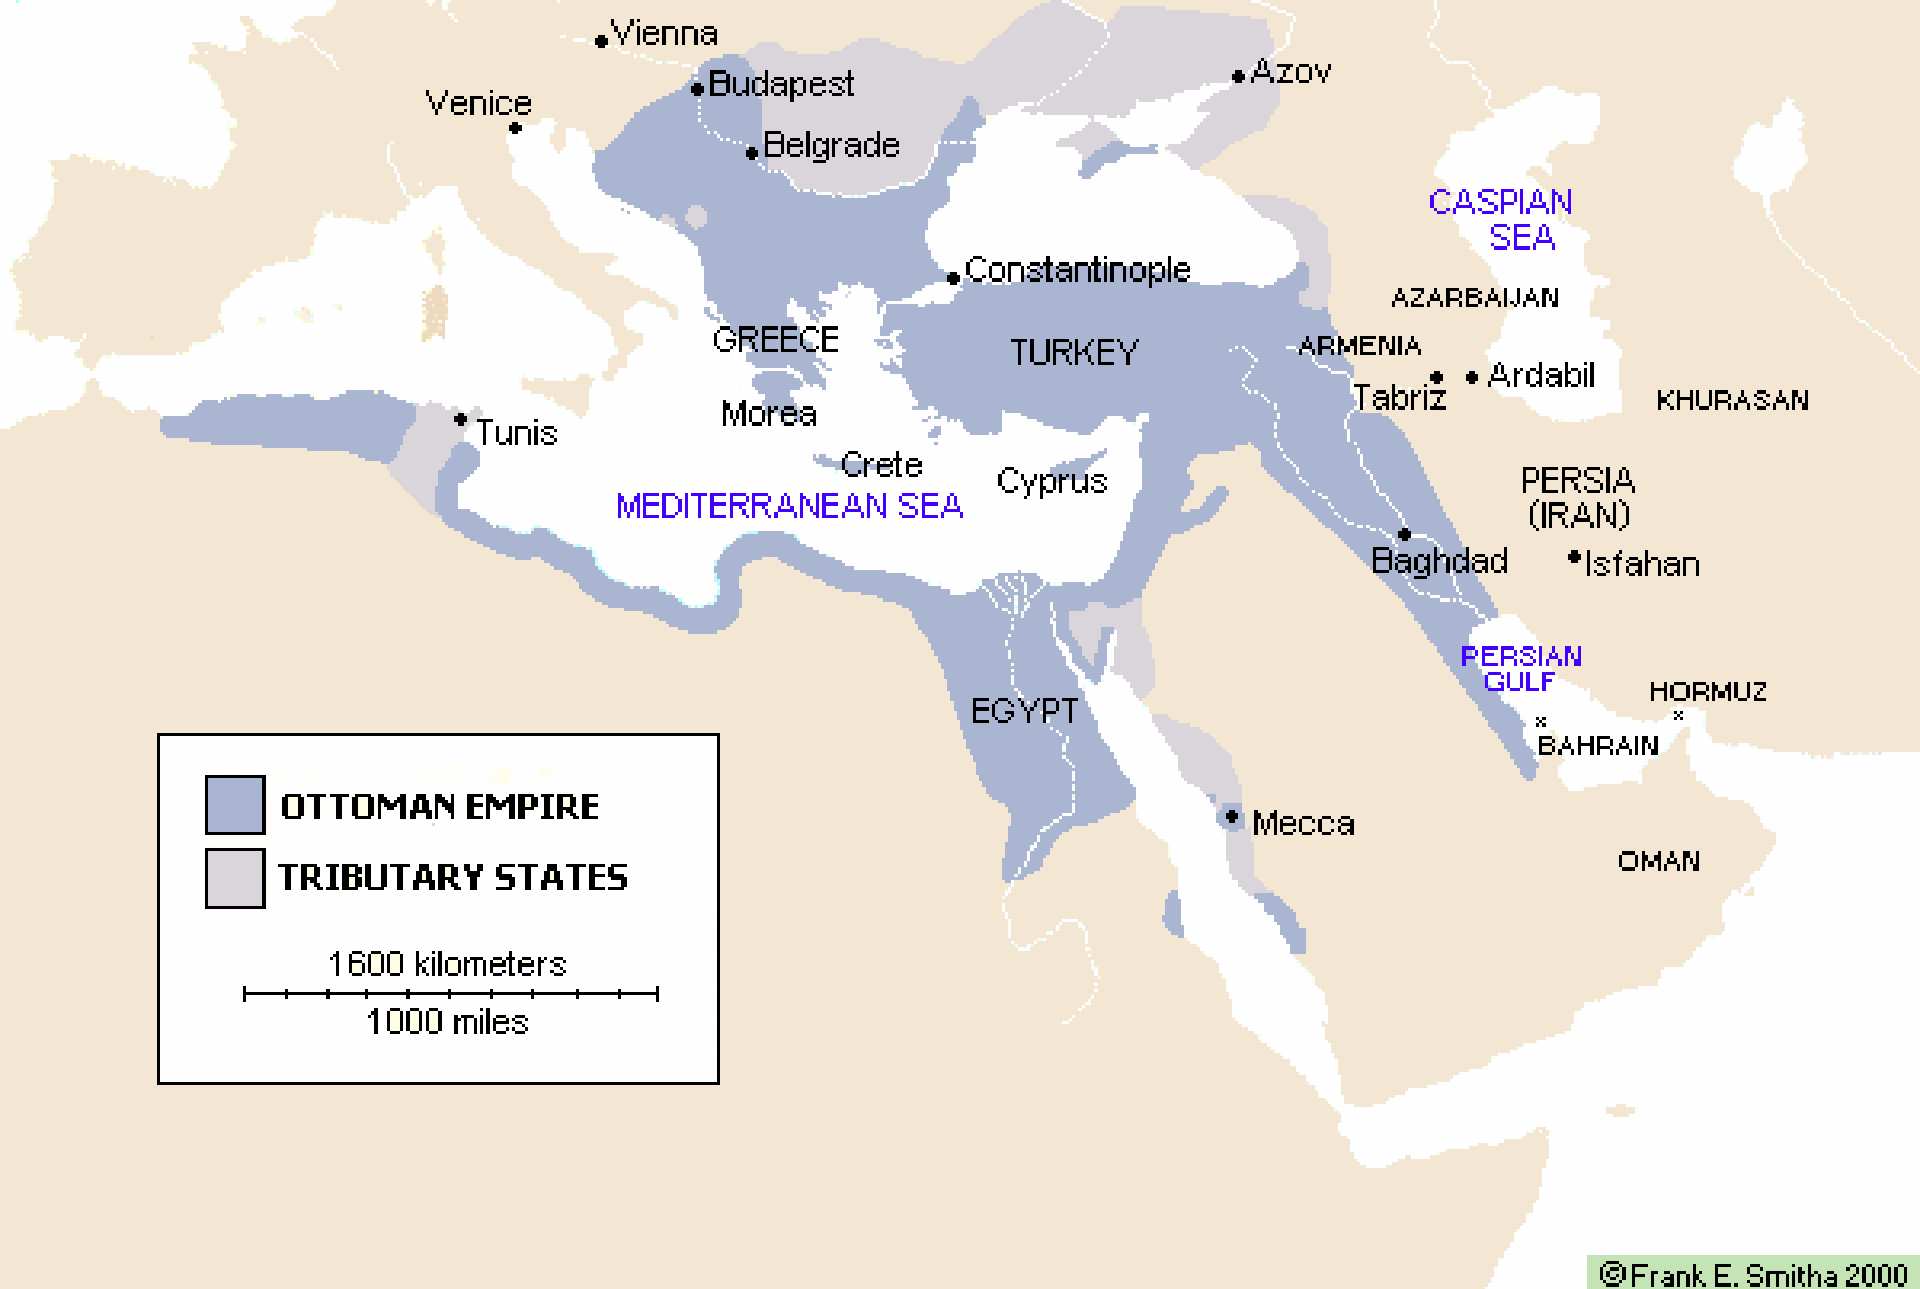 Vienna
Budapest
Azov
Venice
Belgrade
CASPIAN
SEA
Constantinople
AZARBAIJAN
GREECE
TURKEY
ARMENIA
Ardabil
Tabriz
KHURASAN
Morea
Tunis
Crete
Cyprus
PERSIA
(IRAN)
MEDITERRANEAN SEA
Baghdad
Isfahan
PERSIAN
GULF
HORMUZ
x
EGYPT
x
BAHRAIN
OTTOMAN EMPIRE
Mecca
OMAN
TRIBUTARY STATES
1600 kilometers
1000 miles
©Frank E. Smitha 2000